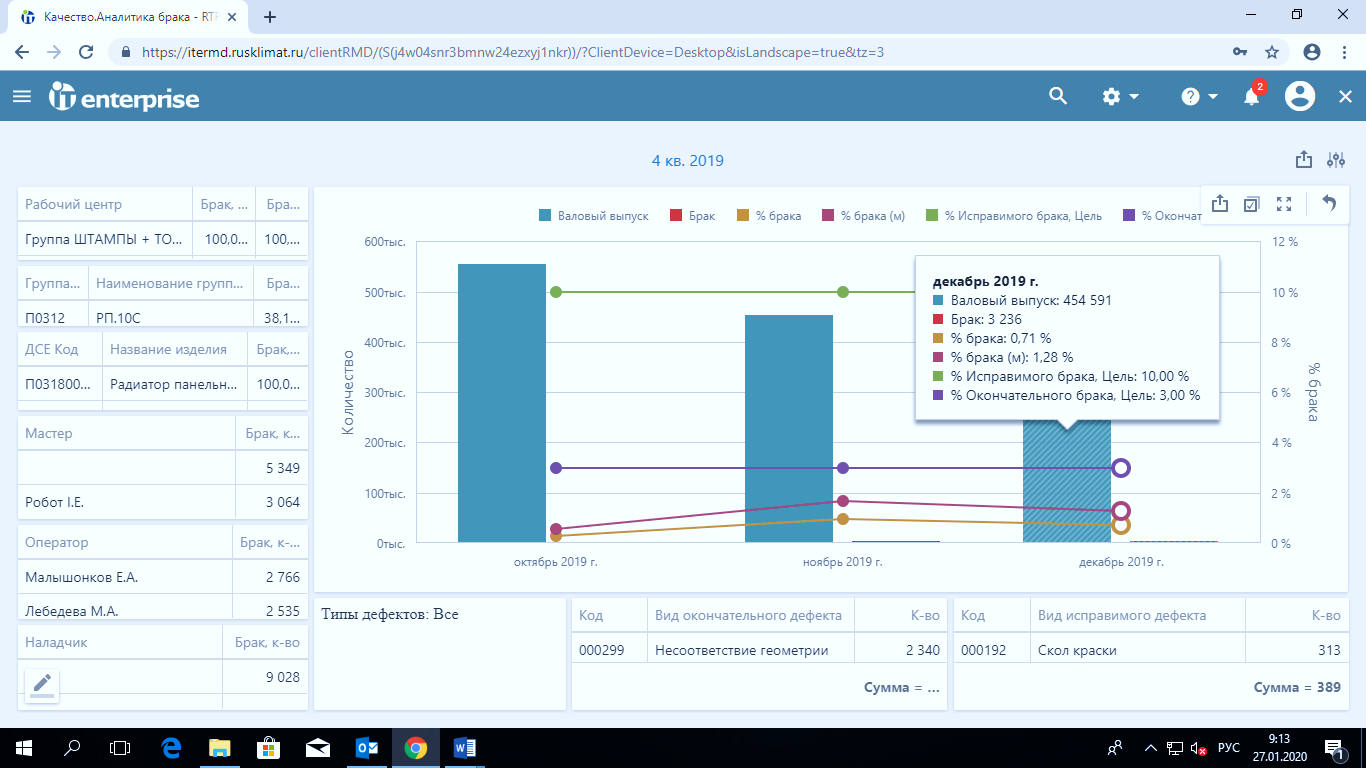 Качество.Аналитика брака - RTP
https://itermd.rusklimat.ru/clientRMD/(S(j4w04snr3bmnw24ezxyj1nkr))/?ClientDevice=Desktop&isLandscape=true&tz=3
it enterprise
2
4 кв. 2019
Рабочий центр Брак, ... Бра...
Группа ШТАМПЫ + ТО... 100,0... 100,...
Группа... Наименование групп... Бра...
П0312 РП.10С 38,1...
ДСЕ Код Название изделия Брак,...
П031800... Радиатор панельн... 100,0...
Мастер Брак, к...
5 349
Робот I.E. 3 064
Оператор Брак, к-...
Малышонков Е.А. 2 766
Лебедева М.А. 2 535
Наладчик Брак, к-во
9 028
Валовый выпуск Брак % брака % брака (м) % Исправимого брака, Цель % Окончат
600тыс. 12 %
500тыс. 10 %
400тыс. 8 %
300тыс. 6 %
200тыс. 4 %
100тыс. 2 %
0тыс. 0 %
Количество
% брака
октябрь 2019 г. ноябрь 2019 г. декабрь 2019 г.
декабрь 2019 г.
Валовый выпуск: 454 591
Брак: 3 236
% брака: 0,71 %
% брака (м): 1,28 %
% Исправимого брака, Цель: 10,00 %
% Окончательного брака, Цель: 3,00 %
Типы дефектов: Все
Код Вид окончательного дефекта К-во
000299 Несоответствие геометрии 2 340
Сумма = ...
Код Вид исправимого дефекта К-во
000192 Скол краски 313
Сумма = 389
РУС
9:13
27.01.2020
1